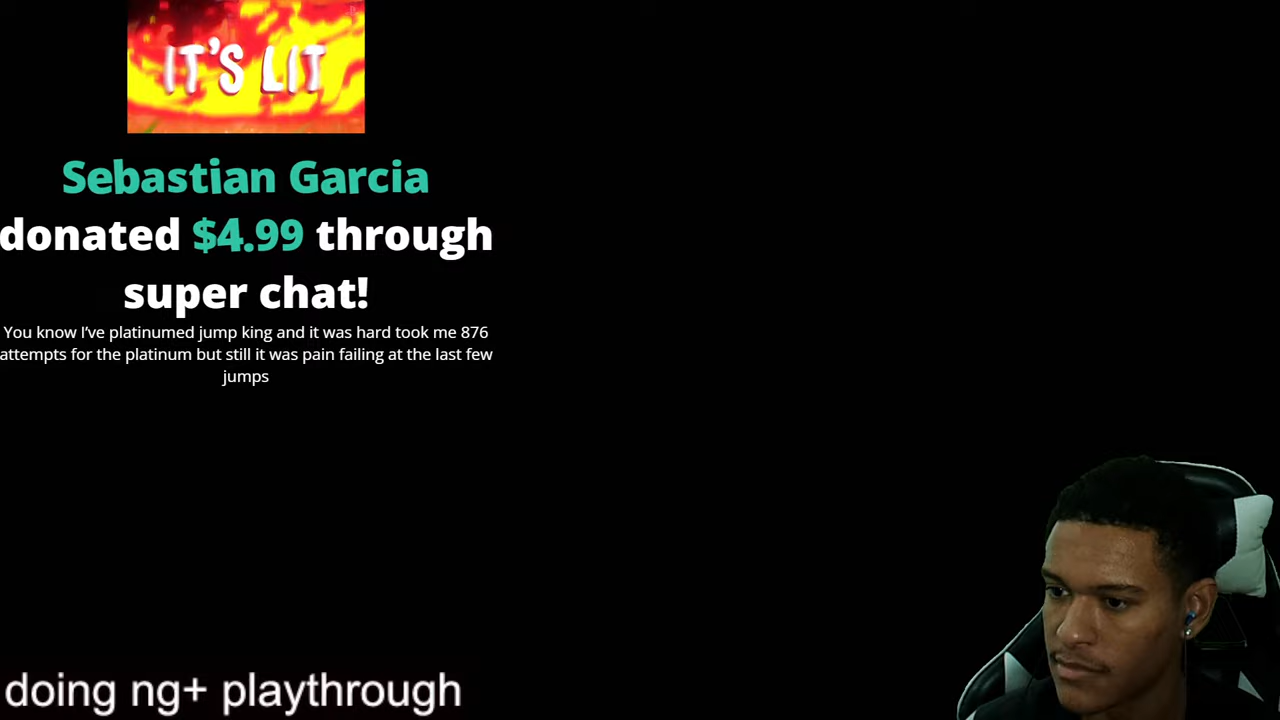 IT'S LIT
Sebastian Garcia
donated $4.99 through
super chat!
You know I've platinumed jump king and it was hard took me 876
attempts for the platinum but still it was pain failing at the last few
jumps
doing ng+ playthrough